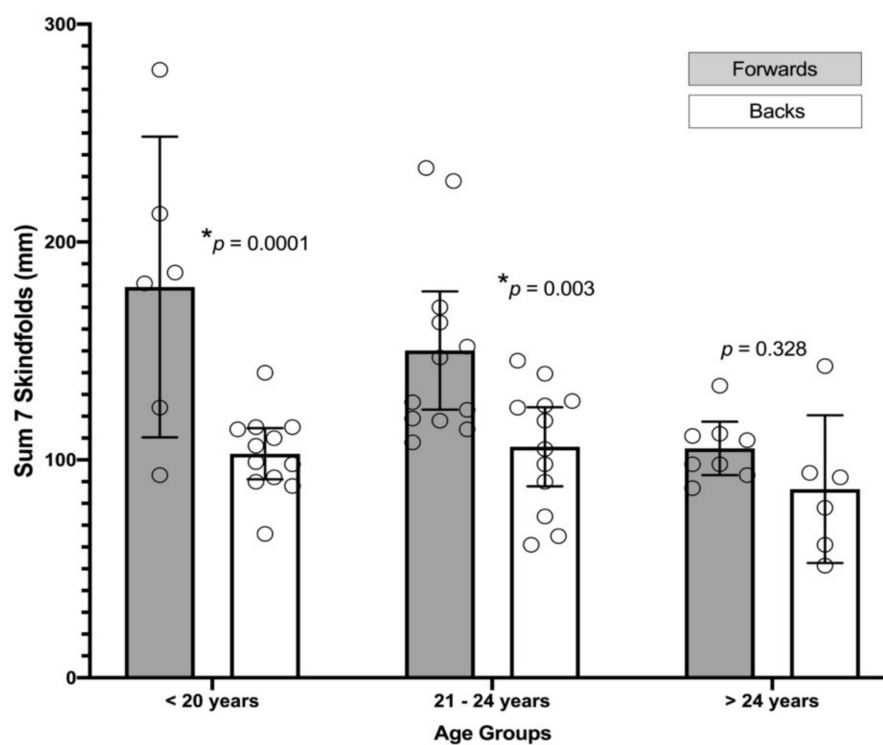 300
200
100
0
Sum 7 Skindfolds (mm)
Forwards
Backs
*p = 0.0001
*p = 0.003
p = 0.328
< 20 years
21 - 24 years
> 24 years
Age Groups